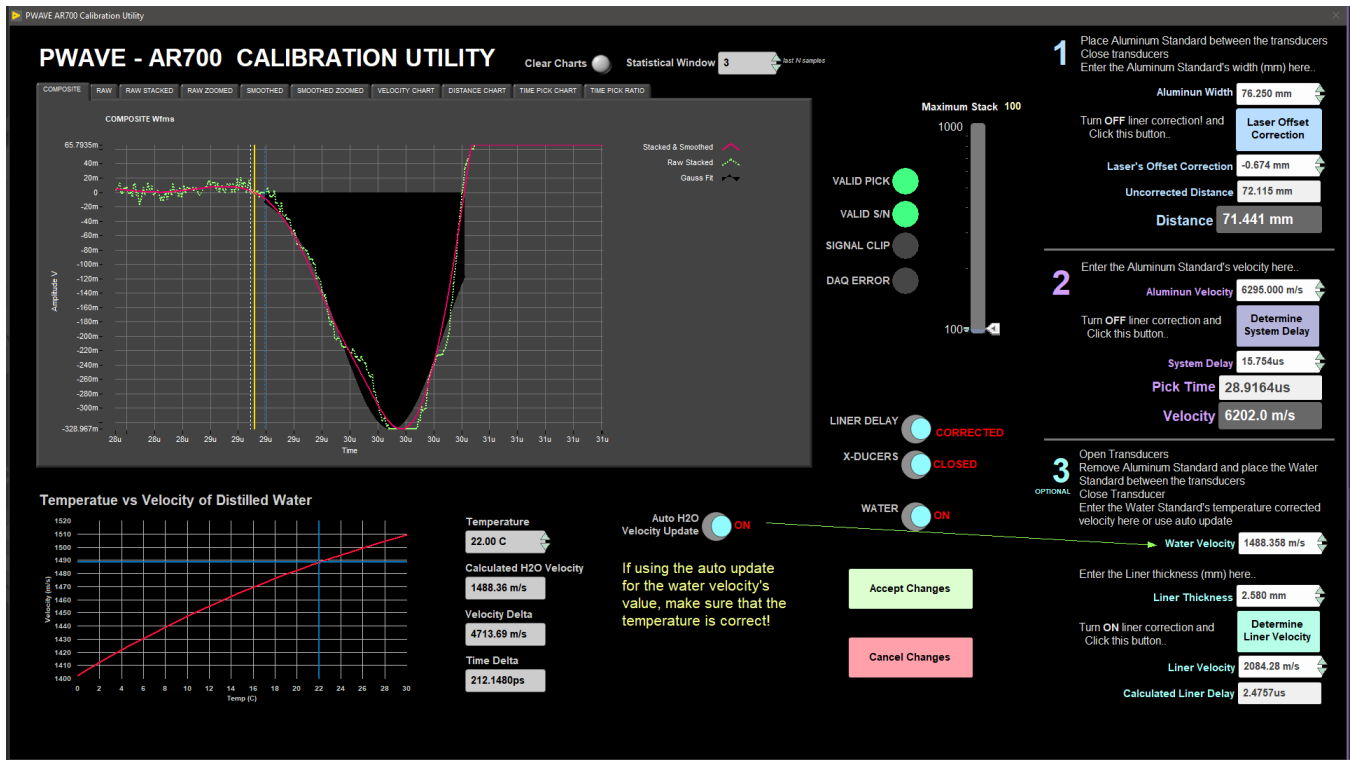 PWAVE AR700 Calibration Utility
PWAVE - AR700 CALIBRATION UTILITY
Clear Charts
Statistical Window 3 last N samples
COMPOSITE RAW RAW STACKED RAW ZOOMED SMOOTHED SMOOTHED ZOOMED VELOCITY CHART DISTANCE CHART TIME PICK CHART TIME PICK RATIO
COMPOSITE Wfms
Stacked & Smoothed
Raw Stacked
Gauss Fit
65.7935m
40m
20m
0
-20m
-40m
-60m
-80m
-100m
-120m
-140m
-160m
-180m
-200m
-220m
-240m
-260m
-280m
-300m
-328.967m
Amplitude V
28u 28u 28u 29u 29u 29u 29u 29u 30u 30u 30u 30u 30u 31u 31u 31u 31u 31u
Time
Maximum Stack 100
1000
100
VALID PICK
VALID S/N
SIGNAL CLIP
DAQ ERROR
LINER DELAY CORRECTED
X-DUCERS CLOSED
WATER ON
1
Place Aluminum Standard between the transducers
Close transducers
Enter the Aluminum Standard's width (mm) here..
Aluminun Width 76.250 mm
Turn OFF liner correction! and
Click this button..
Laser Offset
Correction
Laser's Offset Correction -0.674 mm
Uncorrected Distance 72.115 mm
Distance 71.441 mm
2
Enter the Aluminum Standard's velocity here..
Aluminun Velocity 6295.000 m/s
Turn OFF liner correction and
Click this button..
Determine
System Delay
System Delay 15.754us
Pick Time 28.9164us
Velocity 6202.0 m/s
3
OPTIONAL
Open Transducers
Remove Aluminum Standard and place the Water
Standard between the transducers
Close Transducer
Enter the Water Standard's temperature corrected
velocity here or use auto update
Water Velocity 1488.358 m/s
Enter the Liner thickness (mm) here..
Liner Thickness 2.580 mm
Turn ON liner correction and
Click this button..
Determine
Liner Velocity
Liner Velocity 2084.28 m/s
Calculated Liner Delay 2.4757us
Temperatue vs Velocity of Distilled Water
1520
1510
1500
1490
1480
1470
1460
1450
1440
1430
1420
1410
1400
Velocity (m/s)
0 2 4 6 8 10 12 14 16 18 20 22 24 26 28 30
Temp (C)
Temperature
22.00 C
Calculated H2O Velocity
1488.36 m/s
Velocity Delta
4713.69 m/s
Time Delta
212.1480ps
Auto H2O
Velocity Update
ON
If using the auto update
for the water velocity's
value, make sure that the
temperature is correct!
Accept Changes
Cancel Changes